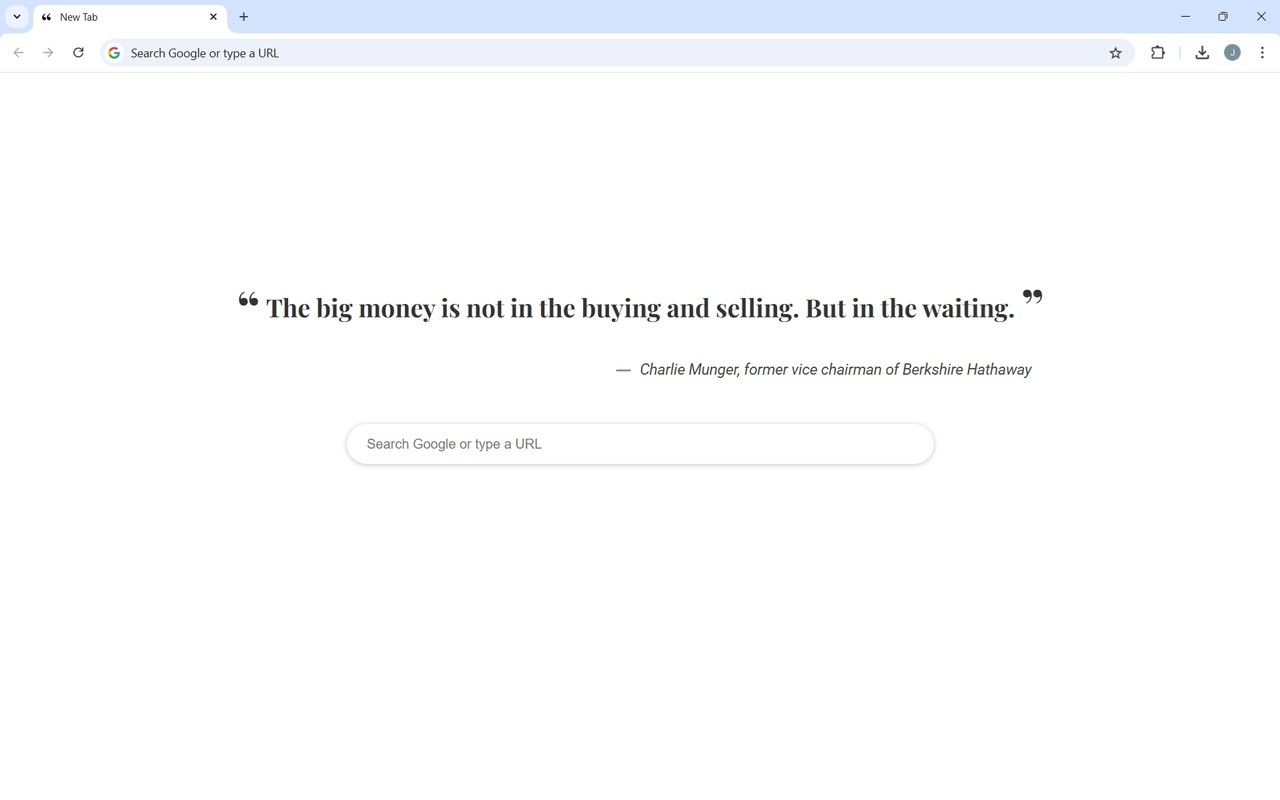 New Tab
Search Google or type a URL
J
“ The big money is not in the buying and selling. But in the waiting. ”
— Charlie Munger, former vice chairman of Berkshire Hathaway
Search Google or type a URL